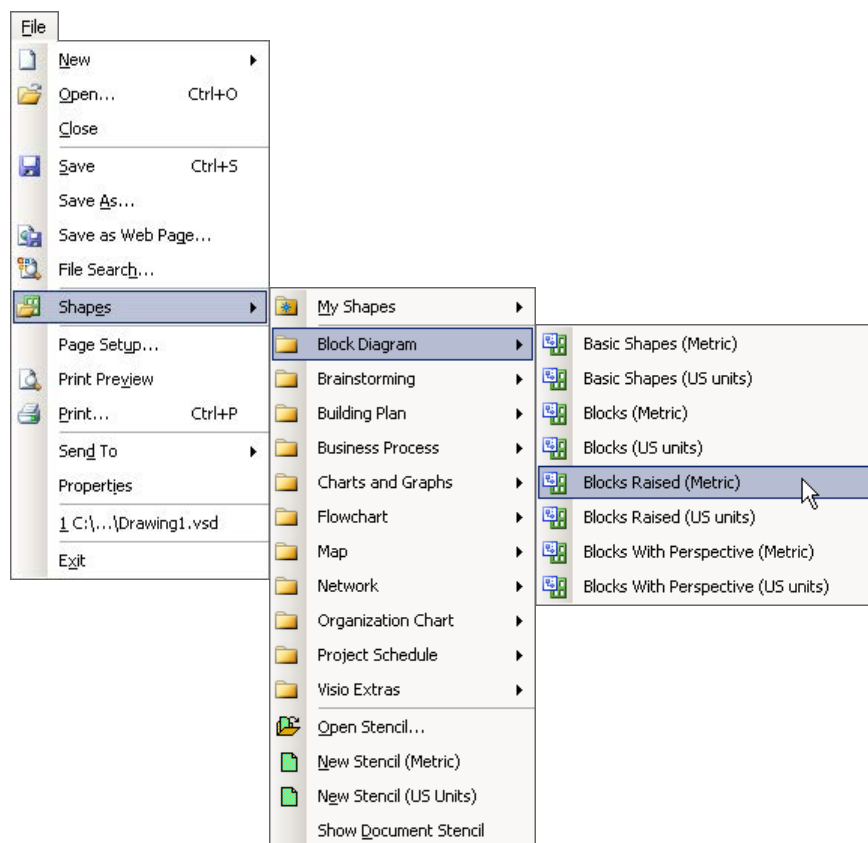 File
New
Open... Ctrl+O
Close
Save Ctrl+S
Save As...
Save as Web Page...
File Search...
Shapes
Page Setup...
Print Preview
Print... Ctrl+P
Send To
Properties
1 C:\...\Drawing1.vsd
Exit
My Shapes
Block Diagram
Brainstorming
Building Plan
Business Process
Charts and Graphs
Flowchart
Map
Network
Organization Chart
Project Schedule
Visio Extras
Open Stencil...
New Stencil (Metric)
New Stencil (US Units)
Show Document Stencil
Basic Shapes (Metric)
Basic Shapes (US units)
Blocks (Metric)
Blocks (US units)
Blocks Raised (Metric)
Blocks Raised (US units)
Blocks With Perspective (Metric)
Blocks With Perspective (US units)